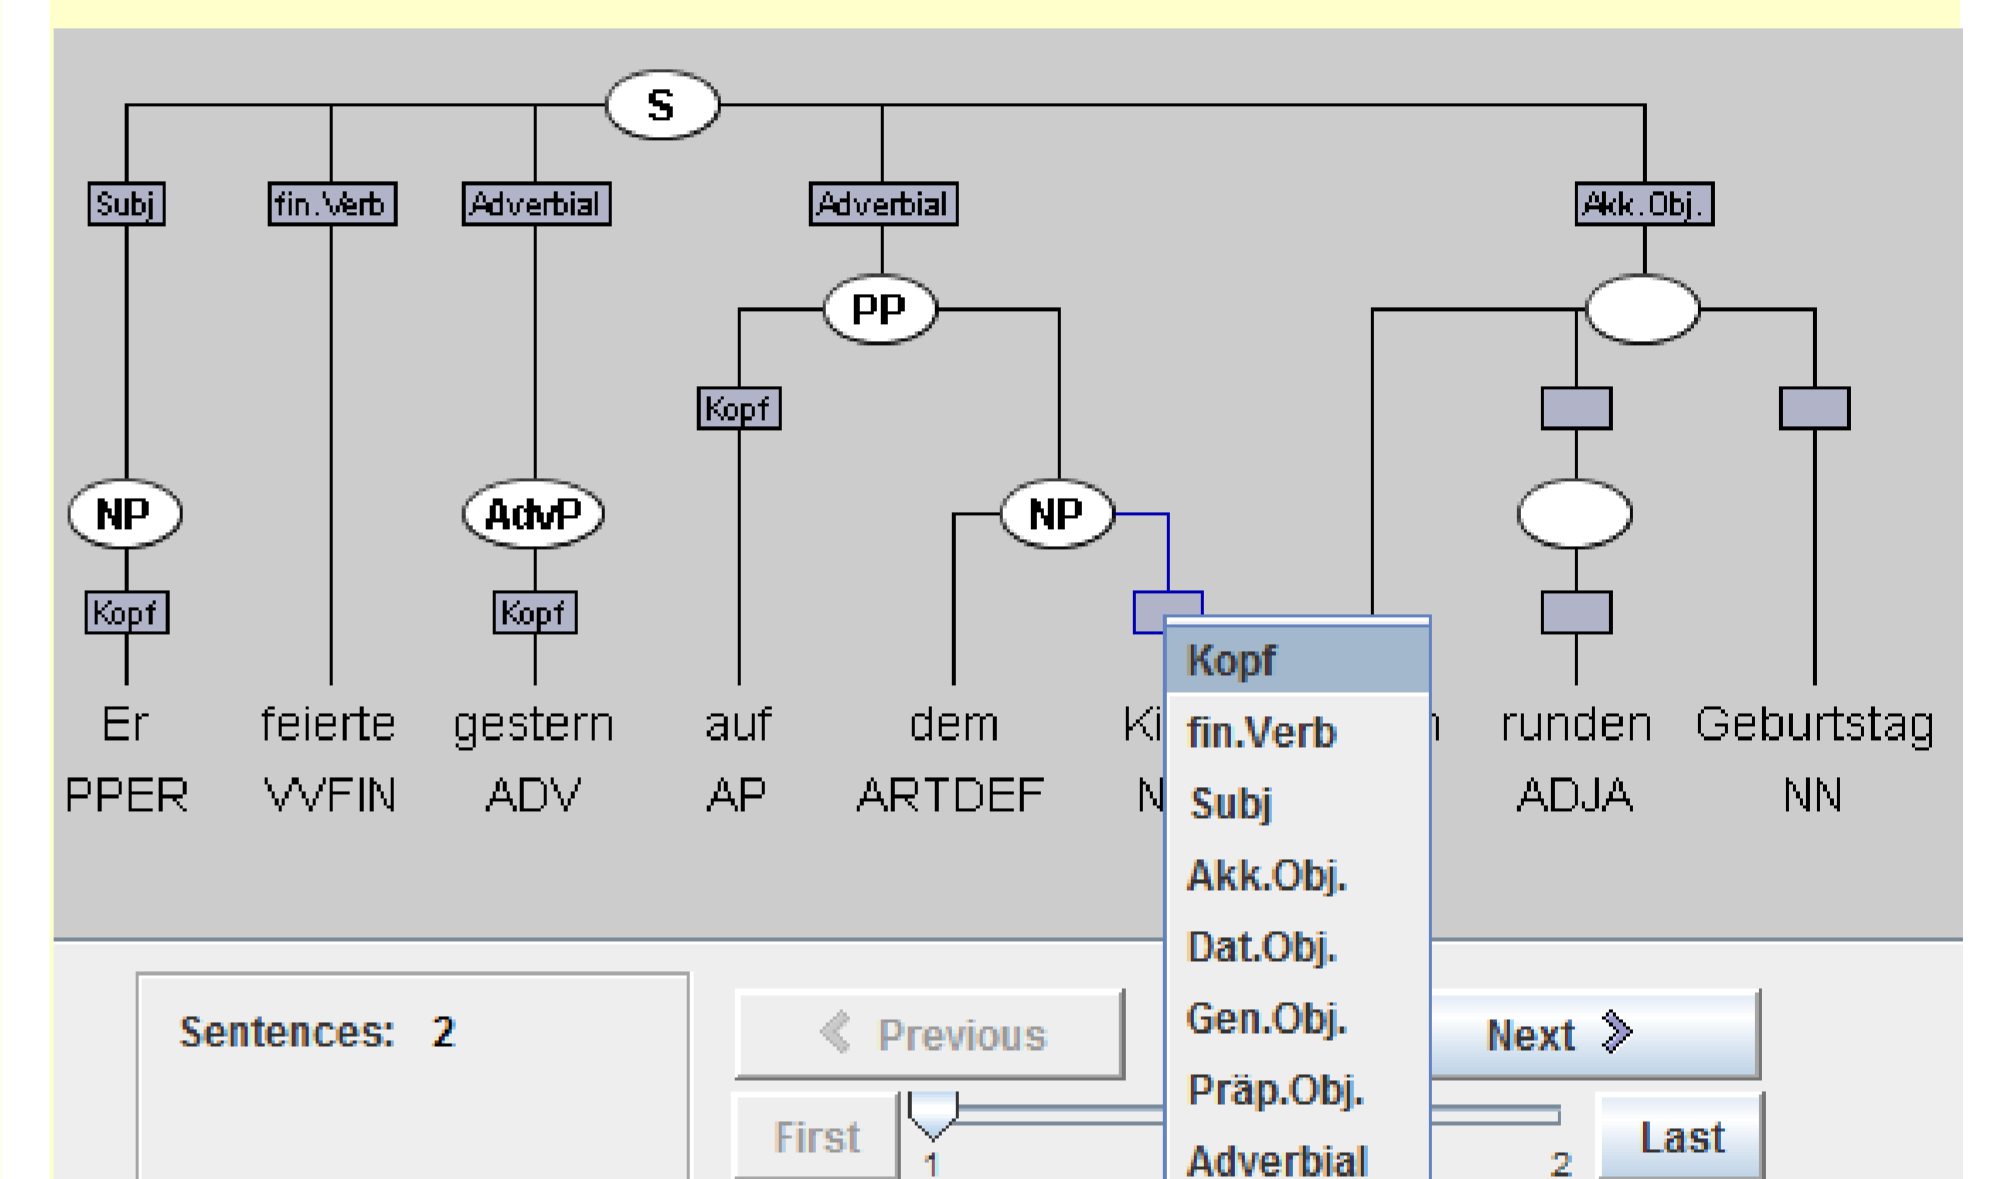 S
Subj fin.Verb Adverbial Adverbial Akk.Obj.
PP
Kopf
NP AdvP NP
Kopf Kopf
Er feierte gestern auf dem runden Geburtstag
PPER VVFIN ADV AP ARTDEF ADJA NN
Kopf
fin.Verb
Subj
Akk.Obj.
Dat.Obj.
Gen.Obj.
Präp.Obj.
Adverbial
Sentences: 2
Previous
Next
First
1
2
Last